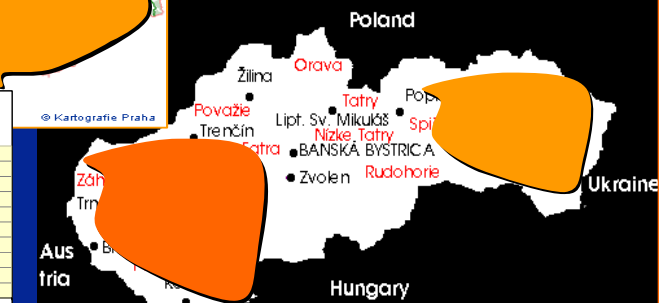 Poland
Žilina
Orava
Považie
Tatry
© Kartografie Praha
Lipt. Sv. Mikuláš
Trenčín
Nízke Tatry
BANSKÁ BYSTRICA
Zvolen
Rudohorie
Ukraine
Aus
tria
Hungary